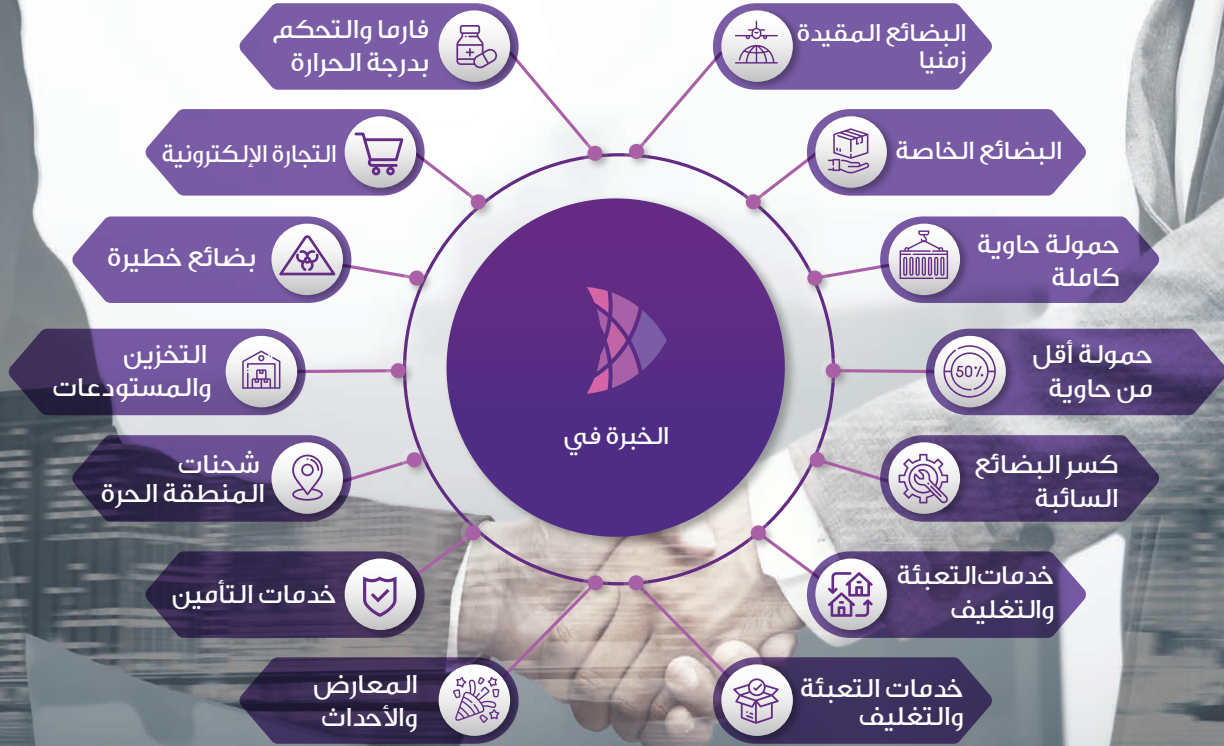 البضائع المقيدة
زمنيا
البضائع الخاصة
حمولة حاوية
كاملة
حمولة أقل
من حاوية
50%
كسر البضائع
السائبة
خدمات التعبئة
والتغليف
خدمات التعبئة
والتغليف
فارما والتحكم
بدرجة الحرارة
التجارة الإلكترونية
بضائع خطيرة
التخزين
والمستودعات
شحنات
المنطقة الحرة
خدمات التأمين
المعارض
والأحداث
الخبرة في